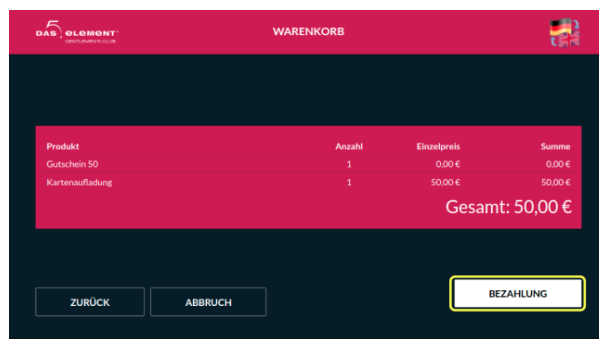 DAS 5. element
GENTLEMEN'S CLUB
WARENKORB
Produkt Anzahl Einzelpreis Summe
Gutschein 50 1 0,00 € 0,00 €
Kartenaufladung 1 50,00 € 50,00 €
Gesamt: 50,00 €
ZURÜCK ABBRUCH BEZAHLUNG